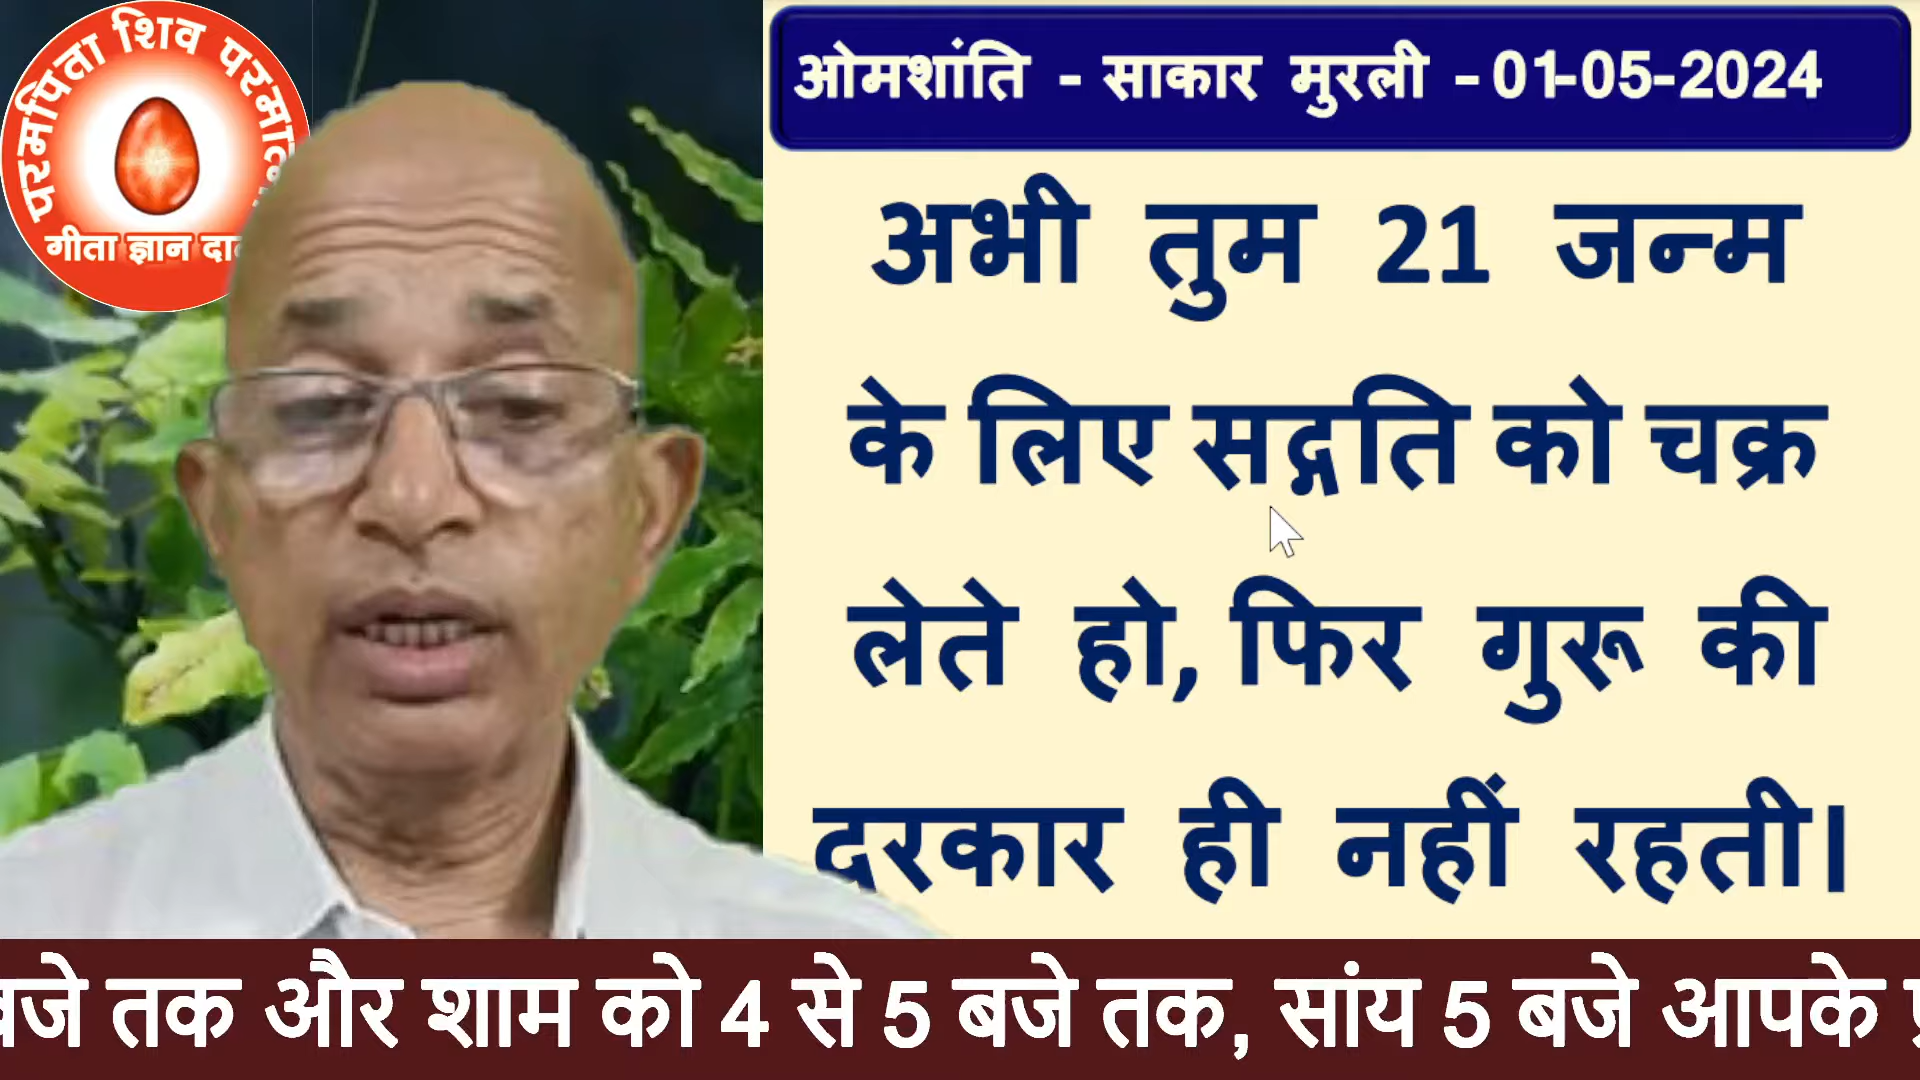 परमपिता शिव
गीता ज्ञान
ओमशांति - साकार मुरली - 01-05-2024
अभी तुम 21 जन्म
के लिए सद्गति को चक्र
लेते हो, फिर गुरू की
दरकार ही नहीं रहती।
तक और शाम को 4 से 5 बजे तक, सांय 5 बजे आपके